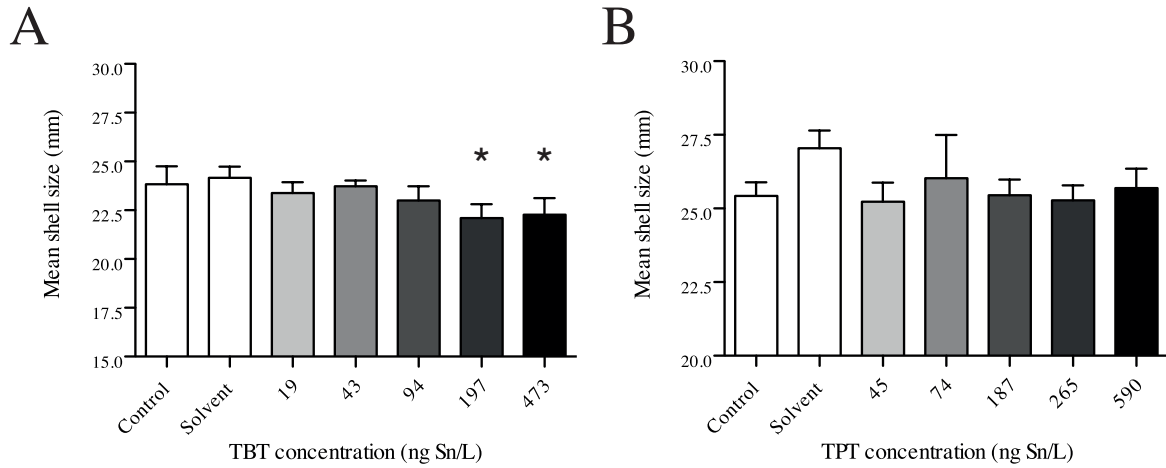 A
30.0
27.5
25.0
22.5
20.0
17.5
15.0
Mean shell size (mm)
* *
Control Solvent 19 43 94 197 473
TBT concentration (ng Sn/L)
B
30.0
27.5
25.0
22.5
20.0
Mean shell size (mm)
Control Solvent 45 74 187 265 590
TPT concentration (ng Sn/L)